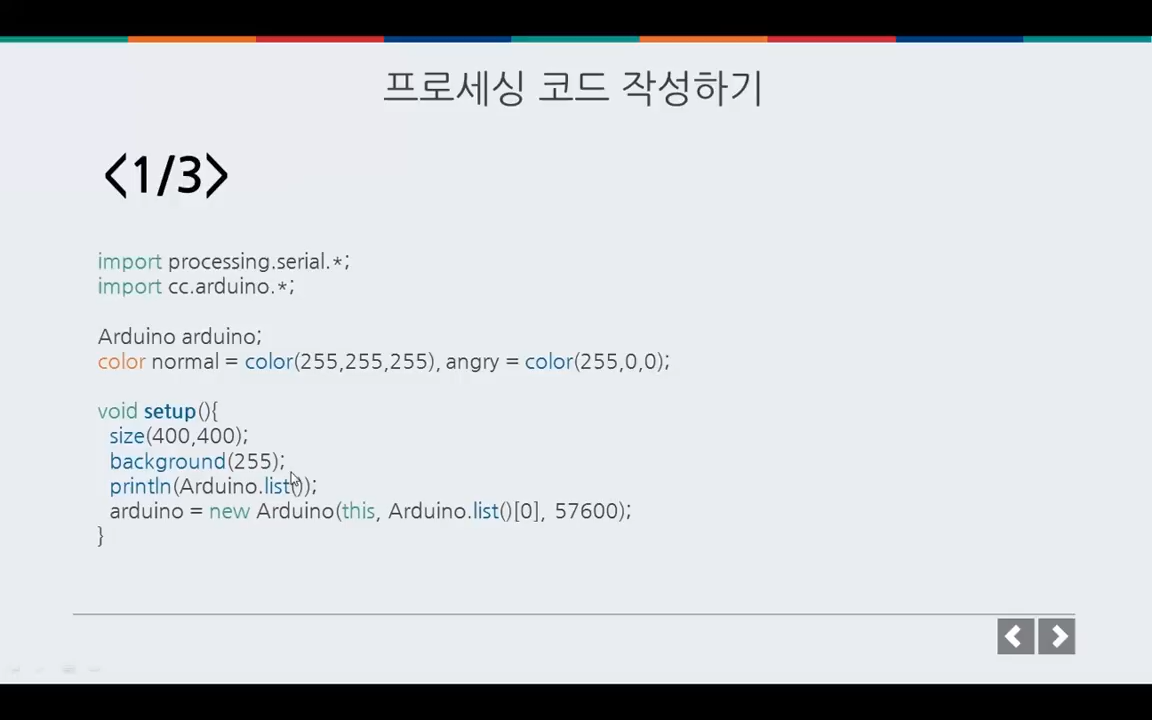 프로세싱 코드 작성하기
<1/3>
import processing.serial.*;
import cc.arduino.*;
Arduino arduino;
color normal = color(255,255,255), angry = color(255,0,0);
void setup(){
size(400,400);
background(255);
println(Arduino.list());
arduino = new Arduino(this, Arduino.list()[0], 57600);
}